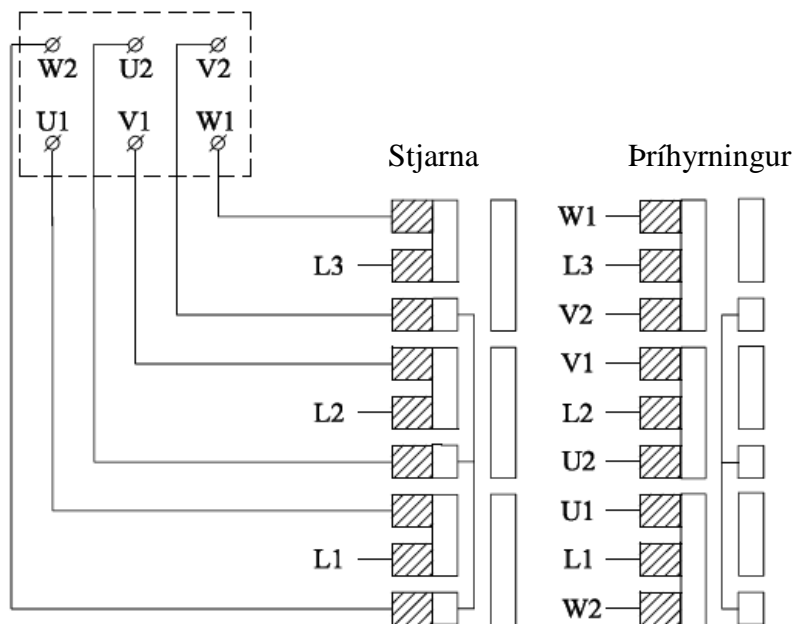 W2 U2 V2
U1 V1 W1
Stjarna Þríhyrningur
W1
L3 L3
V2
V1
L2 L2
U2
U1
L1 L1
W2